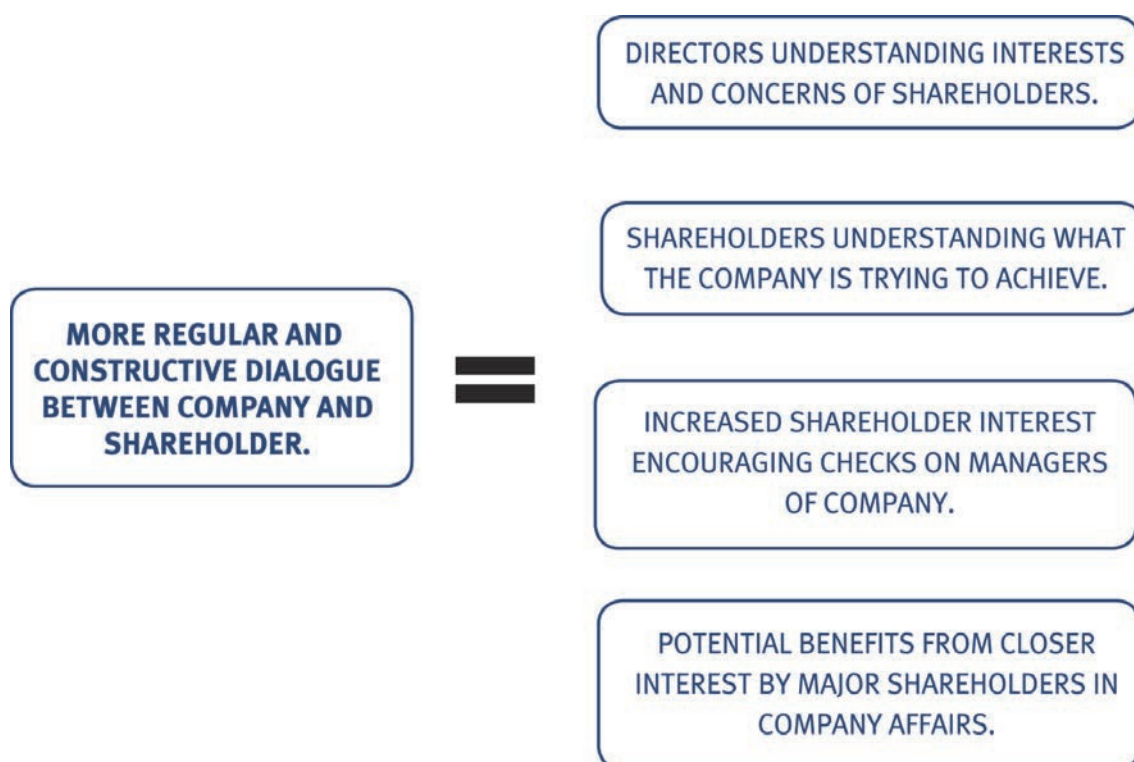 MORE REGULAR AND
CONSTRUCTIVE DIALOGUE
BETWEEN COMPANY AND
SHAREHOLDER.
=
DIRECTORS UNDERSTANDING INTERESTS
AND CONCERNS OF SHAREHOLDERS.
SHAREHOLDERS UNDERSTANDING WHAT
THE COMPANY IS TRYING TO ACHIEVE.
INCREASED SHAREHOLDER INTEREST
ENCOURAGING CHECKS ON MANAGERS
OF COMPANY.
POTENTIAL BENEFITS FROM CLOSER
INTEREST BY MAJOR SHAREHOLDERS IN
COMPANY AFFAIRS.